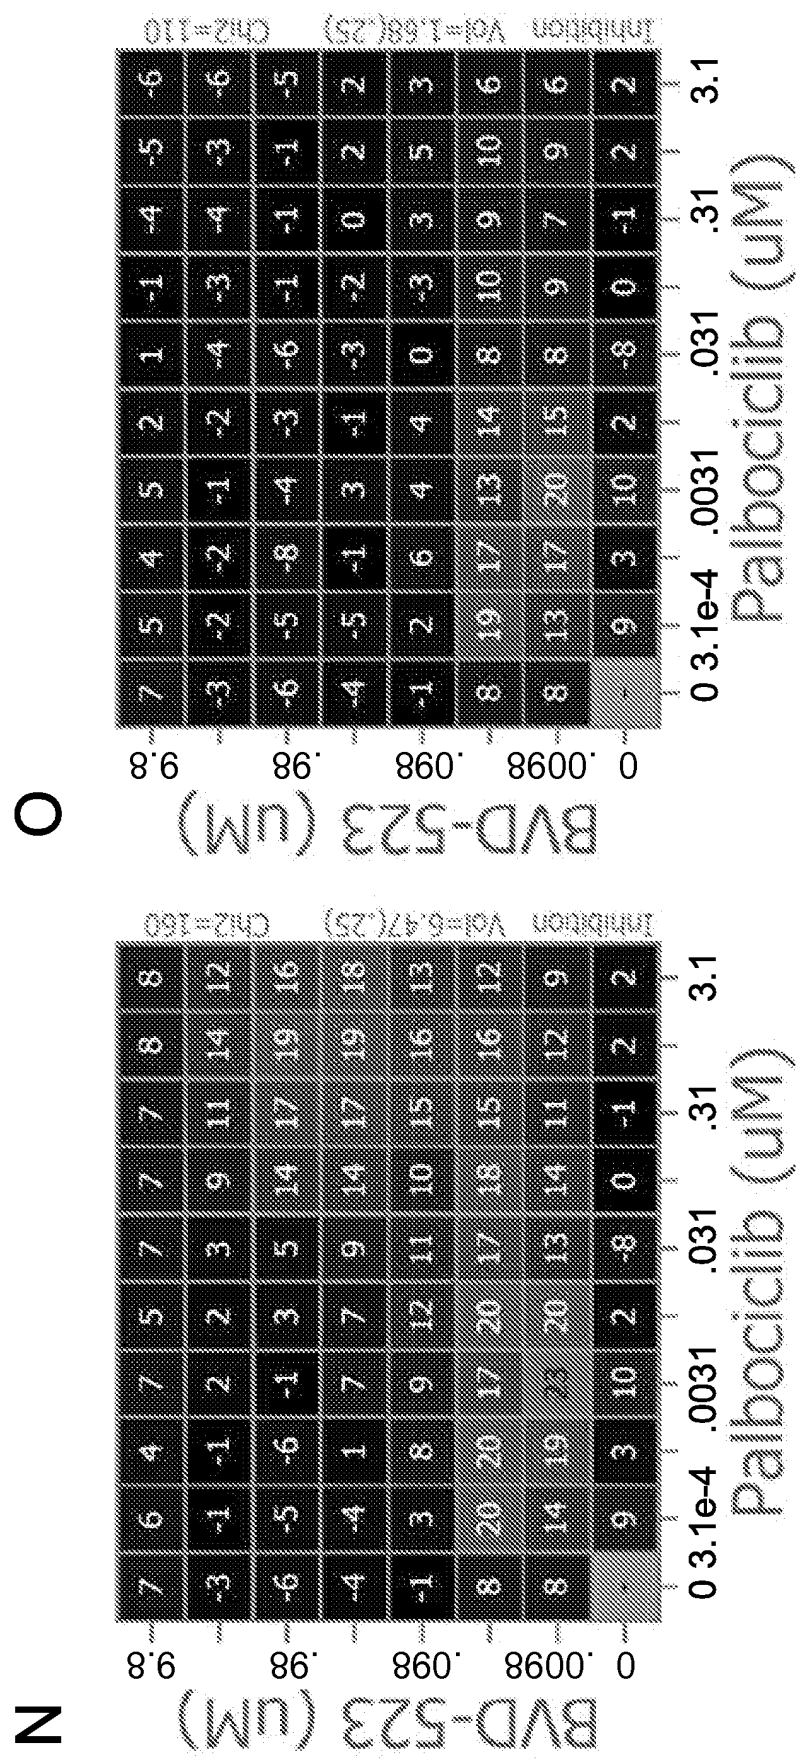 N
BVD-523 (uM)
9.8 7 6 4 7 5 7 7 7 8 8
-3 -1 -1 2 2 3 9 11 14 12
.98 -6 -5 -6 -1 3 5 14 17 19 16
-4 -4 1 7 7 9 14 17 19 18
.098 -1 3 8 9 12 11 10 15 16 13
8 20 20 17 20 17 18 15 16 12
.0098 8 14 19 23 20 13 14 11 12 9
0 - 9 3 10 2 -8 0 -1 2 2
0 3.1e-4 .0031 .031 .31 3.1
Palbociclib (uM)
Inhibition Vol=6.47(.25) Chi2=160
O
BVD-523 (uM)
9.8 7 5 4 5 2 1 -1 -4 -5 -6
-3 -2 -2 -1 -2 -4 -3 -4 -3 -6
.98 -6 -5 -8 -4 -3 -6 -1 -1 -1 -5
-4 -5 -1 3 -1 -3 -2 0 2 2
.098 -1 2 6 4 4 0 -3 3 5 3
8 19 17 13 14 8 10 9 10 6
.0098 8 13 17 20 15 8 9 7 9 6
0 - 9 3 10 2 -8 0 -1 2 2
0 3.1e-4 .0031 .031 .31 3.1
Palbociclib (uM)
Inhibition Vol=1.68(.25) Chi2=110